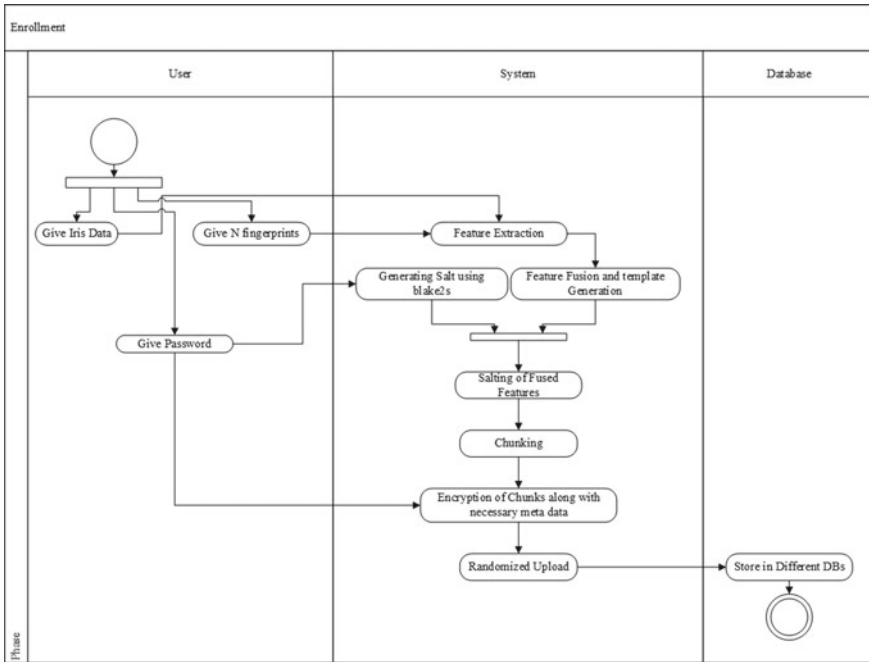 Enrollment
User
System
Database
Give Iris Data
Give N fingerprints
Feature Extraction
Generating Salt using
blake2s
Feature Fusion and template
Generation
Give Password
Salting of Fused
Features
Chunking
Encryption of Chunks along with
necessary meta data
Randomized Upload
Store in Different DBs
Phase